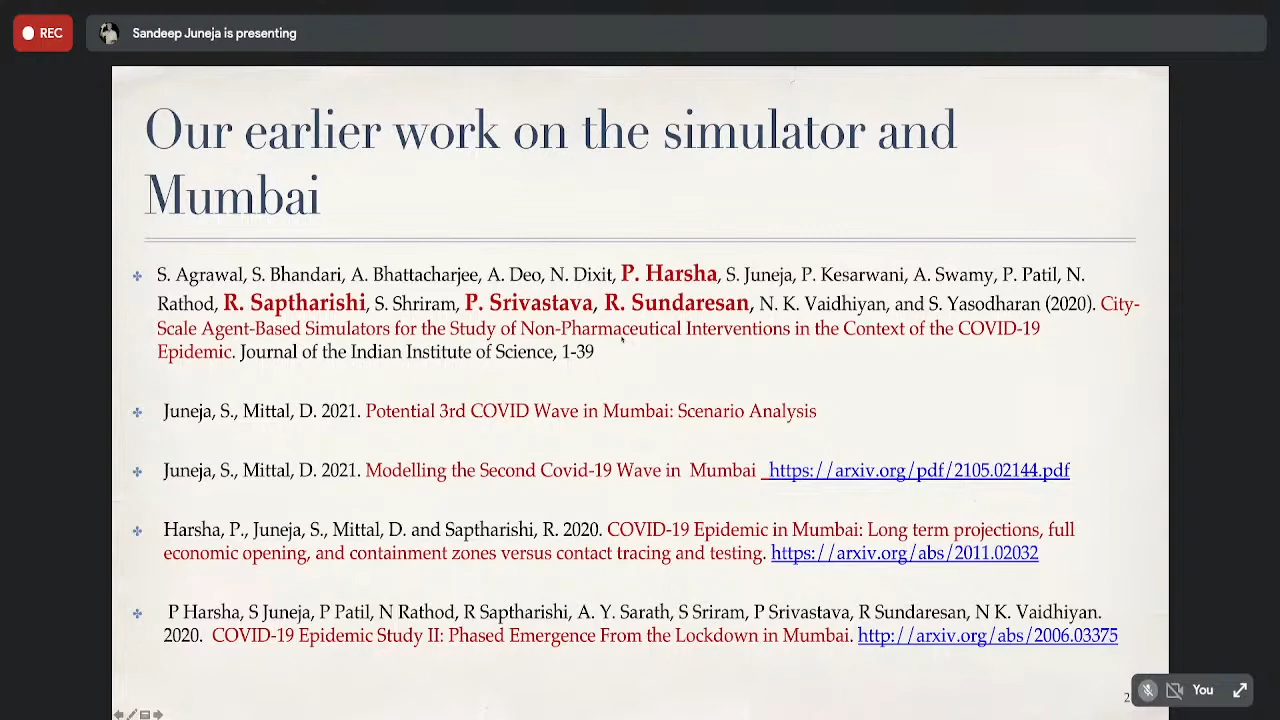 REC
Sandeep Juneja is presenting
Our earlier work on the simulator and
Mumbai
S. Agrawal, S. Bhandari, A. Bhattacharjee, A. Deo, N. Dixit, P. Harsha, S. Juneja, P. Kesarwani, A. Swamy, P. Patil, N.
Rathod, R. Saptharishi, S. Shriram, P. Srivastava, R. Sundaresan, N. K. Vaidhiyan, and S. Yasodharan (2020). City-
Scale Agent-Based Simulators for the Study of Non-Pharmaceutical Interventions in the Context of the COVID-19
Epidemic. Journal of the Indian Institute of Science, 1-39
Juneja, S., Mittal, D. 2021. Potential 3rd COVID Wave in Mumbai: Scenario Analysis
Juneja, S., Mittal, D. 2021. Modelling the Second Covid-19 Wave in Mumbai https://arxiv.org/pdf/2105.02144.pdf
Harsha, P., Juneja, S., Mittal, D. and Saptharishi, R. 2020. COVID-19 Epidemic in Mumbai: Long term projections, full
economic opening, and containment zones versus contact tracing and testing. https://arxiv.org/abs/2011.02032
P Harsha, S Juneja, P Patil, N Rathod, R Saptharishi, A. Y. Sarath, S Sriram, P Srivastava, R Sundaresan, N K. Vaidhiyan.
2020. COVID-19 Epidemic Study II: Phased Emergence From the Lockdown in Mumbai. http://arxiv.org/abs/2006.03375
2
You